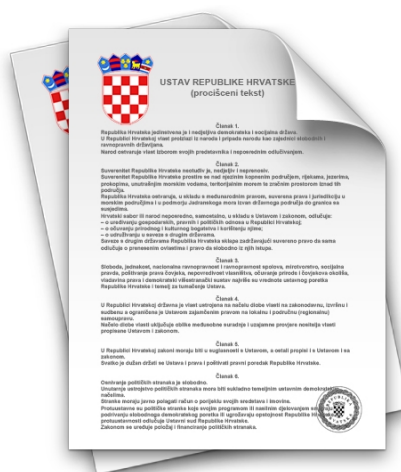 USTAV REPUBLIKE HRVATSKE
(procišceni tekst)
Članak 1.
Republika Hrvatska jedinstvena je i nedjeljiva demokratska i socijalna država.
U Republici Hrvatskoj vlast proizlazi iz naroda i pripada narodu kao zajednici slobodnih i
ravnopravnih državljana.
Narod ostvaruje vlast izborom svojih predstavnika i neposrednim odlučivanjem.
Članak 2.
Suverenitet Republike Hrvatske neotuđiv je, nedjeljiv i neprenosiv.
Suverenitet Republike Hrvatske prostire se nad njezinim kopnenim područjem, rijekama, jezerima,
prokopima, unutrašnjim morskim vodama, teritorijalnim morem te zračnim prostorom iznad tih
područja.
Republika Hrvatska ostvaruje, u skladu s međunarodnim pravom, suverena prava i jurisdikciju u
morskim područjima i u podmorju Jadranskoga mora izvan državnoga područja do granica sa
susjedima.
Hrvatski sabor ili narod neposredno, samostalno, u skladu s Ustavom i zakonom, odlučuje:
– o uređivanju gospodarskih, pravnih i političkih odnosa u Republici Hrvatskoj;
– o očuvanju prirodnog i kulturnog bogatstva i korištenju njime;
– o udruživanju u saveze s drugim državama.
Saveze s drugim državama Republika Hrvatska sklapa zadržavajući suvereno pravo da sama
odlučuje o prenesenim ovlastima i pravo da slobodno iz njih istupa.
Članak 3.
Sloboda, jednakost, nacionalna ravnopravnost i ravnopravnost spolova, mirotvorstvo, socijalna
pravda, poštivanje prava čovjeka, nepovredivost vlasništva, očuvanje prirode i čovjekova okoliša,
vladavina prava i demokratski višestranački sustav najviše su vrednote ustavnog poretka
Republike Hrvatske i temelj za tumačenje Ustava.
Članak 4.
U Republici Hrvatskoj državna je vlast ustrojena na načelu diobe vlasti na zakonodavnu, izvršnu i
sudbenu a ograničena je Ustavom zajamčenim pravom na lokalnu i područnu (regionalnu)
samoupravu.
Načelo diobe vlasti uključuje oblike međusobne suradnje i uzajamne provjere nositelja vlasti
propisane Ustavom i zakonom.
Članak 5.
U Republici Hrvatskoj zakoni moraju biti u suglasnosti s Ustavom, a ostali propisi i s Ustavom i sa
zakonom.
Svatko je dužan držati se Ustava i prava i poštivati pravni poredak Republike Hrvatske.
Članak 6.
Osnivanje političkih stranaka je slobodno.
Unutarnje ustrojstvo političkih stranaka mora biti sukladno temeljnim ustavnim demokratskim
načelima.
Stranke moraju javno polagati račun o porijeklu svojih sredstava i imovine.
Protuustavne su političke stranke koje svojim programom ili nasilnim djelovanjem smjeraju
podrivanju slobodnoga demokratskog poretka ili ugrožavaju opstojnost Republike Hrvatske. O
protuustavnosti odlučuje Ustavni sud Republike Hrvatske.
Zakonom se uređuje položaj i financiranje političkih stranaka.